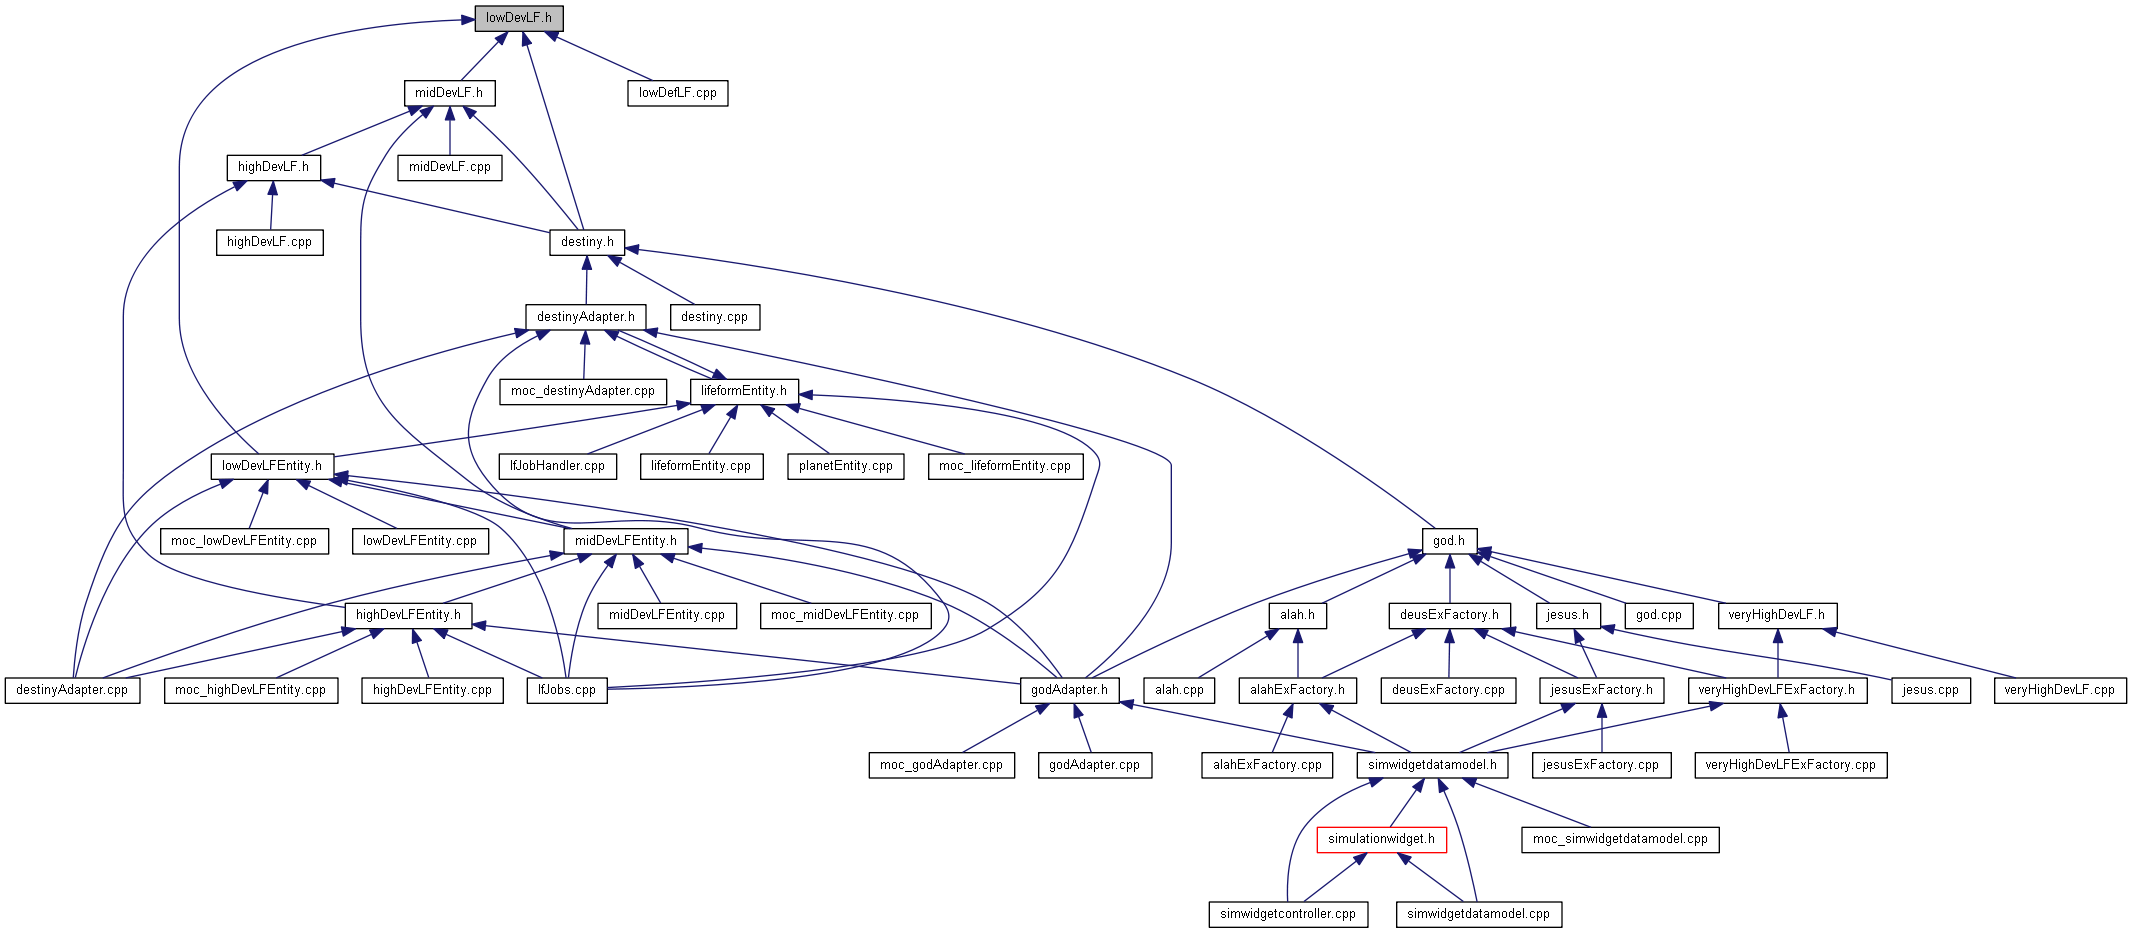 lowDevLF.h
midDevLF.h
lowDefLF.cpp
highDevLF.h
midDevLF.cpp
highDevLF.cpp
destiny.h
destinyAdapter.h
destiny.cpp
moc_destinyAdapter.cpp
lifeformEntity.h
lowDevLFEntity.h
lfJobHandler.cpp
lifeformEntity.cpp
planetEntity.cpp
moc_lifeformEntity.cpp
moc_lowDevLFEntity.cpp
lowDevLFEntity.cpp
midDevLFEntity.h
god.h
highDevLFEntity.h
midDevLFEntity.cpp
moc_midDevLFEntity.cpp
alah.h
deusExFactory.h
jesus.h
god.cpp
veryHighDevLF.h
destinyAdapter.cpp
moc_highDevLFEntity.cpp
highDevLFEntity.cpp
lfJobs.cpp
godAdapter.h
alah.cpp
alahExFactory.h
deusExFactory.cpp
jesusExFactory.h
veryHighDevLFExFactory.h
jesus.cpp
veryHighDevLF.cpp
moc_godAdapter.cpp
godAdapter.cpp
alahExFactory.cpp
simwidgetdatamodel.h
jesusExFactory.cpp
veryHighDevLFExFactory.cpp
simulationwidget.h
moc_simwidgetdatamodel.cpp
simwidgetcontroller.cpp
simwidgetdatamodel.cpp